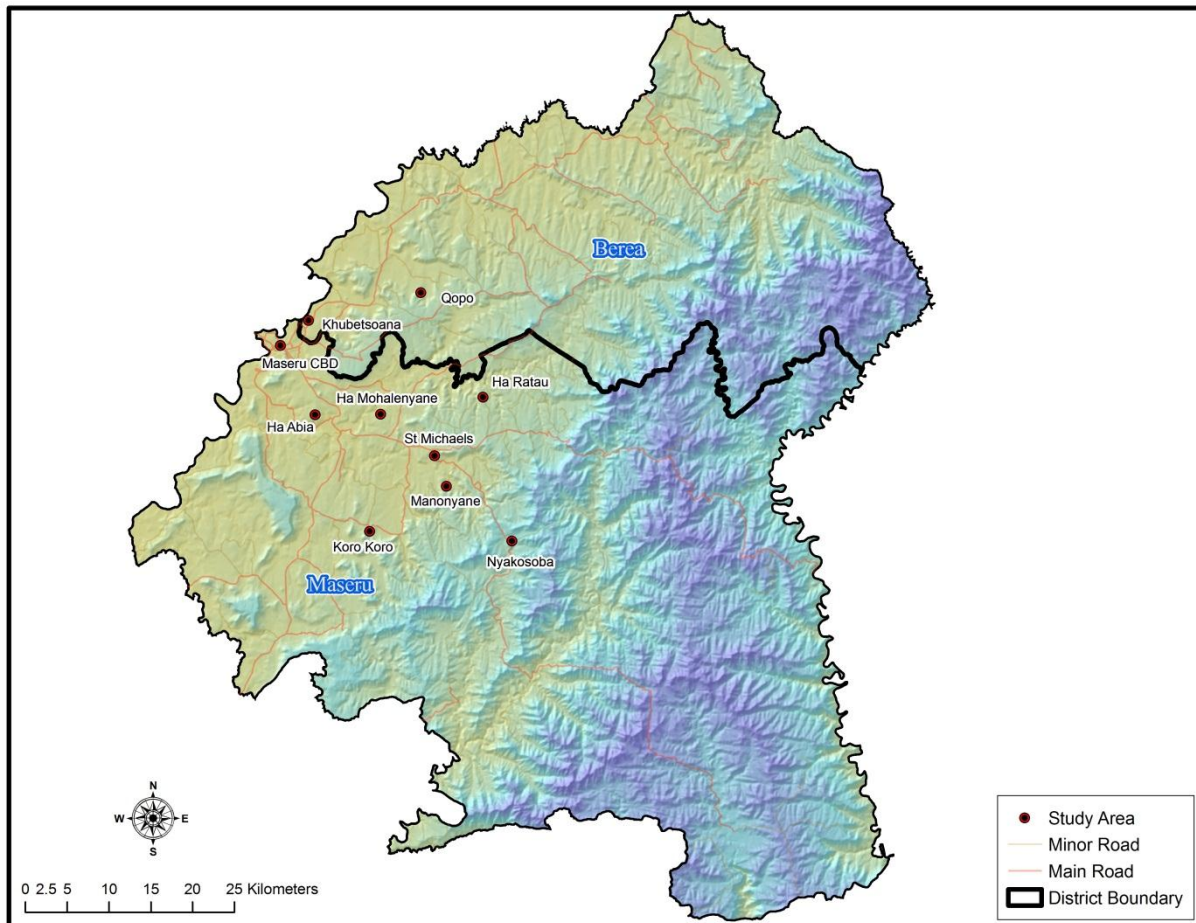 Berea
Qopo
Khubetsoana
Maseru CBD
Ha Ratau
Ha Mohalenyane
Ha Abia
St Michaels
Manonyane
Koro Koro
Nyakosoba
Maseru
N
W E
S
0 2.5 5 10 15 20 25 Kilometers
Study Area
Minor Road
Main Road
District Boundary